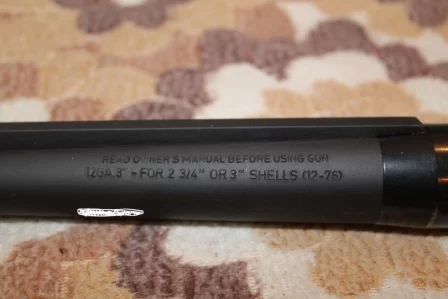 READ OWNER'S MANUAL BEFORE USING GUN
12GA.3" - FOR 2 3/4" OR 3" SHELLS (12-76)